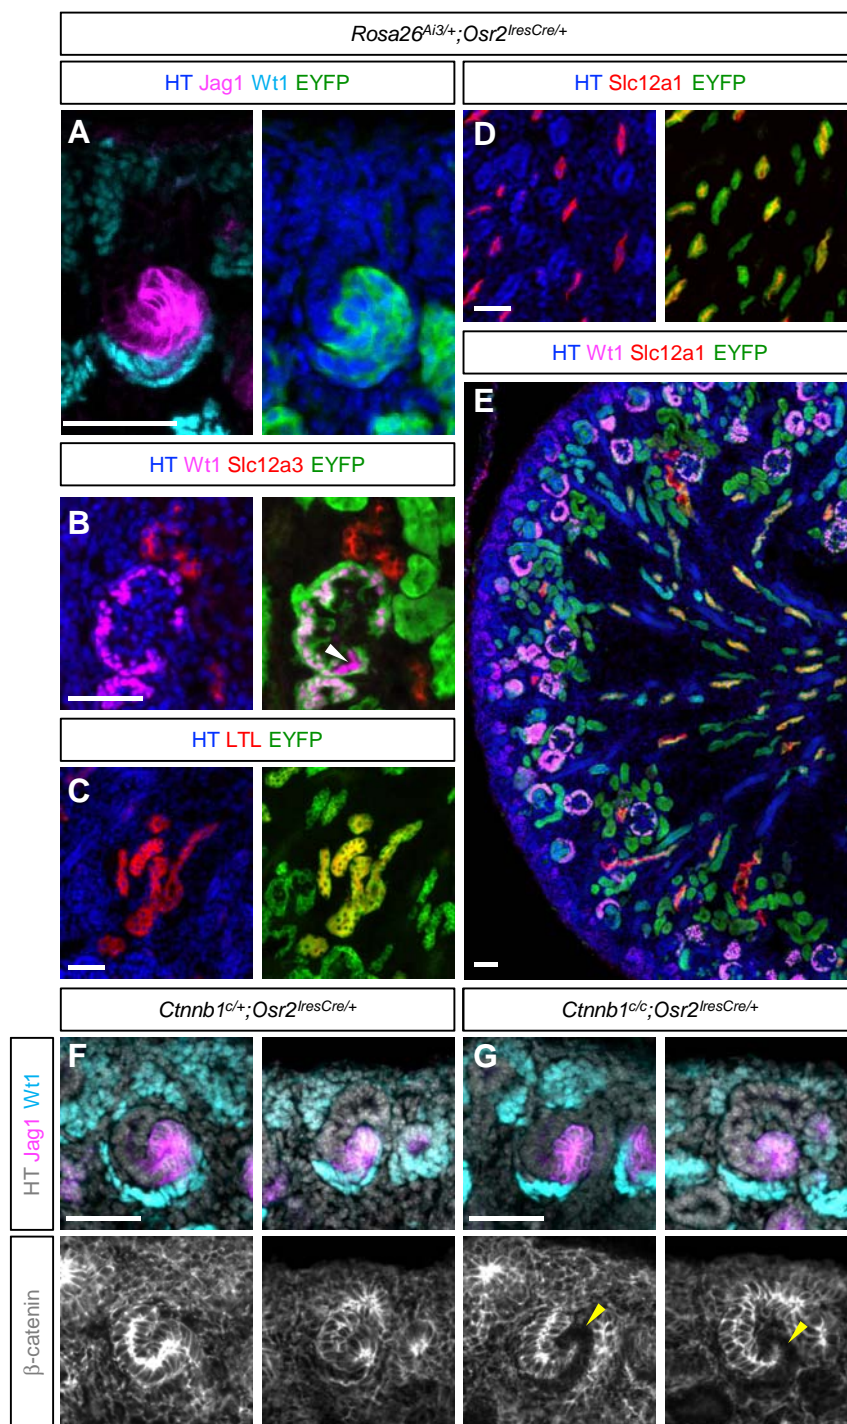 Rosa26Ai3/+;Osr2IresCre/+
HT Jag1 Wt1 EYFP
HT Slc12a1 EYFP
A
D
HT Wt1 Slc12a1 EYFP
E
HT Wt1 Slc12a3 EYFP
B
HT LTL EYFP
C
Ctnnb1c/+;Osr2IresCre/+
Ctnnb1c/c;Osr2IresCre/+
HT Jag1 Wt1
F
G
β-catenin